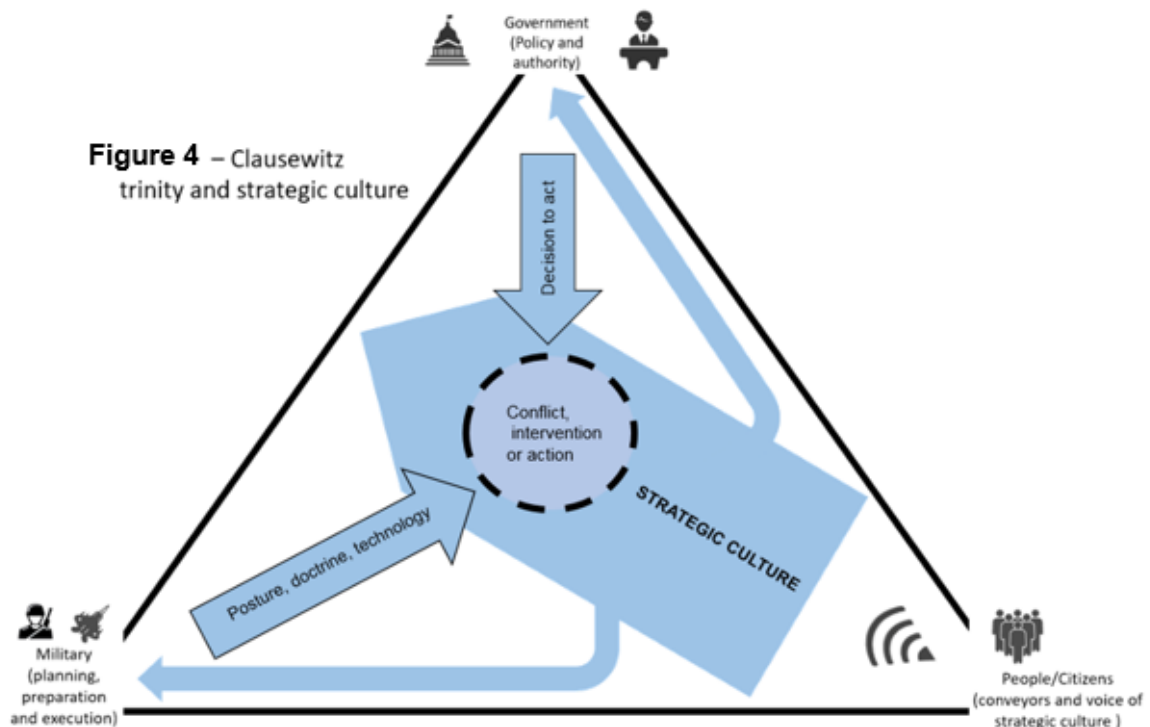 Government
(Policy and
authority)
Figure 4 – Clausewitz
trinity and strategic culture
Decision to act
Conflict,
intervention
or action
STRATEGIC CULTURE
Posture, doctrine, technology
Military
(planning,
preparation
and execution)
People/Citizens
(conveyors and voice of
strategic culture )